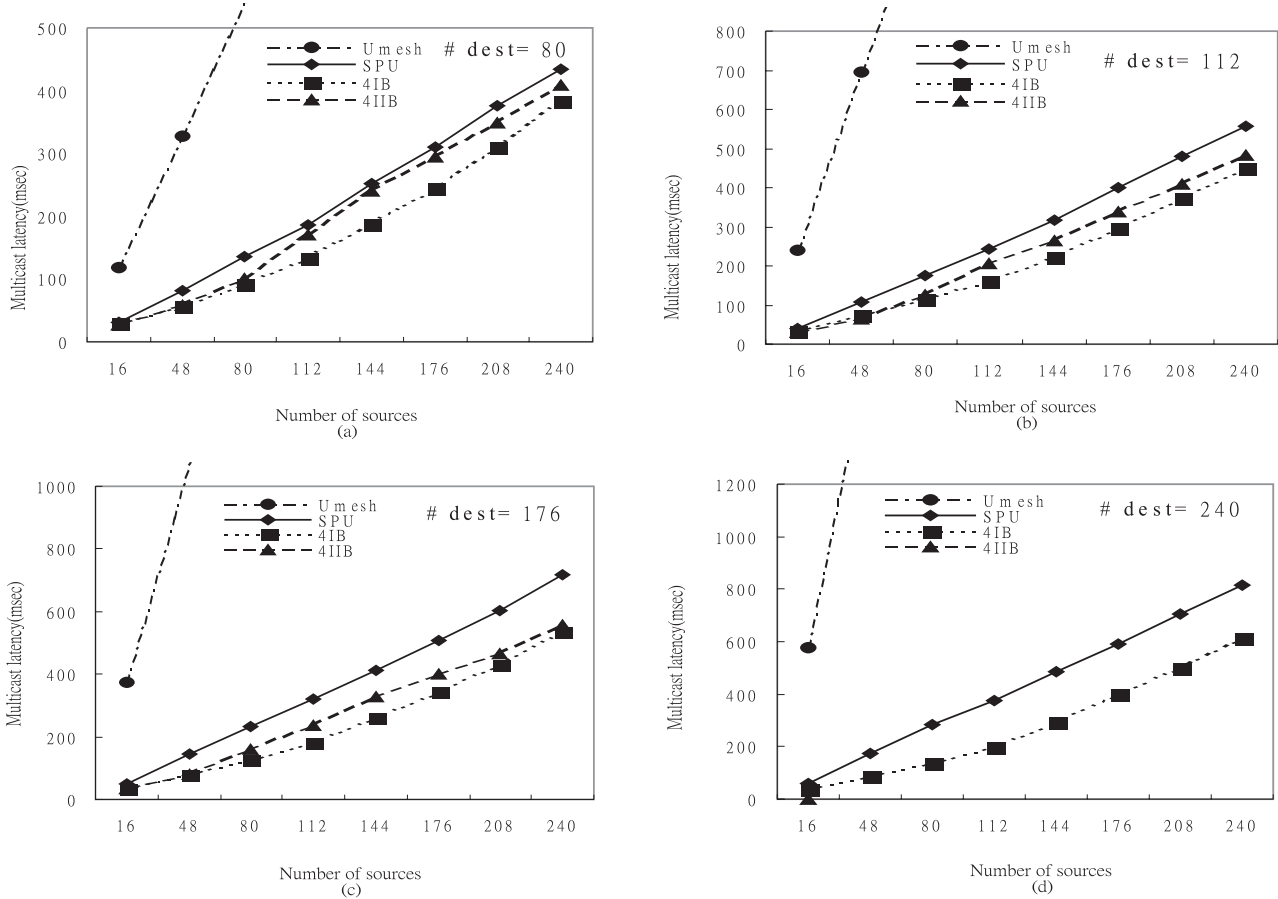 500
400
300
200
100
0
Multicast latency(msec)
Umesh
SPU
4IB
4IIB
# dest= 80
16 48 80 112 144 176 208 240
Number of sources
(a)
800
700
600
500
400
300
200
100
0
Multicast latency(msec)
Umesh
SPU
4IB
4IIB
# dest= 112
16 48 80 112 144 176 208 240
Number of sources
(b)
1000
800
600
400
200
0
Multicast latency(msec)
Umesh
SPU
4IB
4IIB
# dest= 176
16 48 80 112 144 176 208 240
Number of sources
(c)
1200
1000
800
600
400
200
0
Multicast latency(msec)
Umesh
SPU
4IB
4IIB
# dest= 240
16 48 80 112 144 176 208 240
Number of sources
(d)